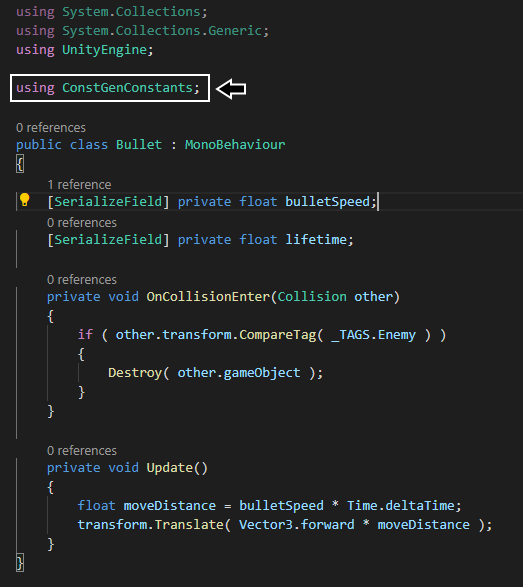 using System.Collections;
using System.Collections.Generic;
using UnityEngine;
using ConstGenConstants;
0 references
public class Bullet : MonoBehaviour
{
1 reference
[SerializeField] private float bulletSpeed;
0 references
[SerializeField] private float lifetime;
0 references
private void OnCollisionEnter(Collision other)
{
if ( other.transform.CompareTag( _TAGS.Enemy ) )
{
Destroy( other.gameObject );
}
}
0 references
private void Update()
{
float moveDistance = bulletSpeed * Time.deltaTime;
transform.Translate( Vector3.forward * moveDistance );
}
}